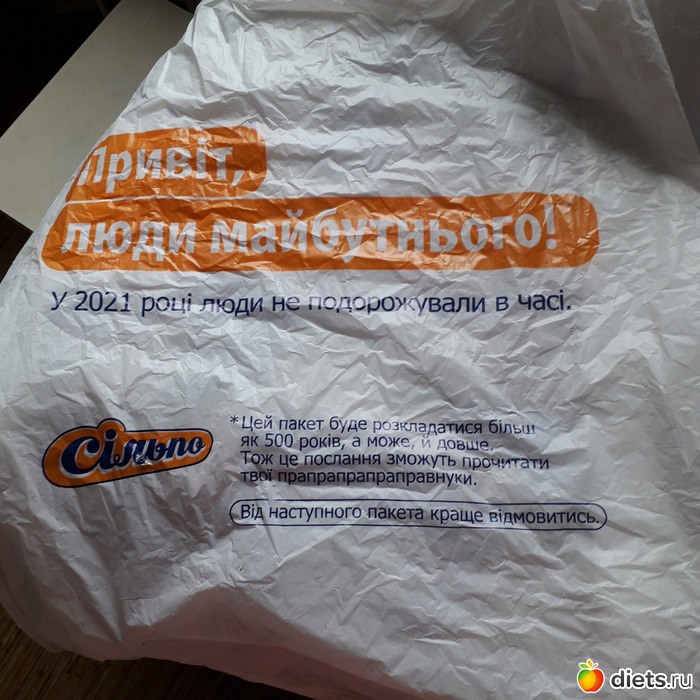 Привіт,
люди майбутнього!
У 2021 році люди не подорожували в часі.
Сільпо
*Цей пакет буде розкладатися більш
як 500 років, а може, й довше.
Тож це послання зможуть прочитати
твої прапрапрапраправнуки.
Від наступного пакета краще відмовитись.
diets.ru